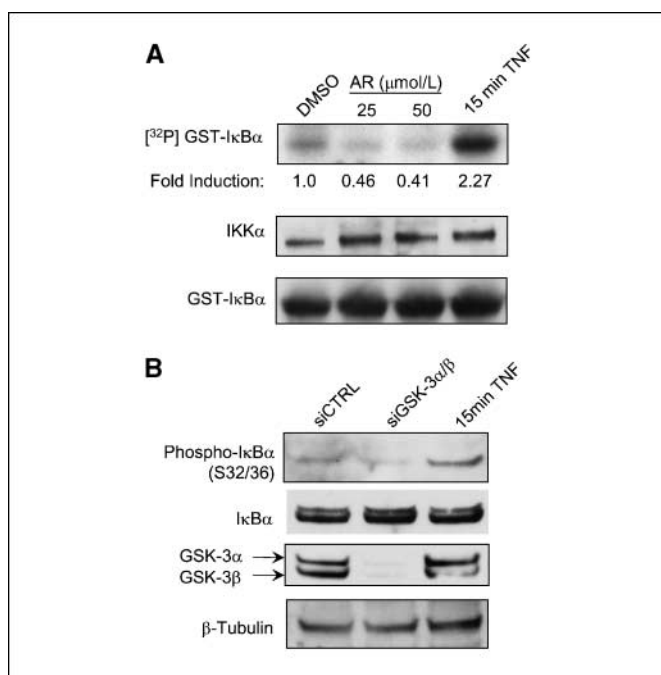 A
DMSO
AR (μmol/L)
25 50
15 min TNF
[³²P] GST-IκBα
Fold Induction: 1.0 0.46 0.41 2.27
IKKα
GST-IκBα
B
siCTRL
siGSK-3α/β
15min TNF
Phospho-IκBα
(S32/36)
IκBα
GSK-3α
GSK-3β
β-Tubulin